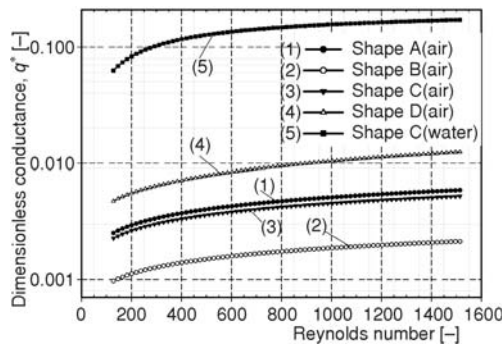 Dimensionless conductance, q* [–]
0.100
0.010
0.001
(1) Shape A(air)
(2) Shape B(air)
(3) Shape C(air)
(4) Shape D(air)
(5) Shape C(water)
(5)
(4)
(1)
(3)
(2)
0 200 400 600 800 1000 1200 1400 1600
Reynolds number [–]